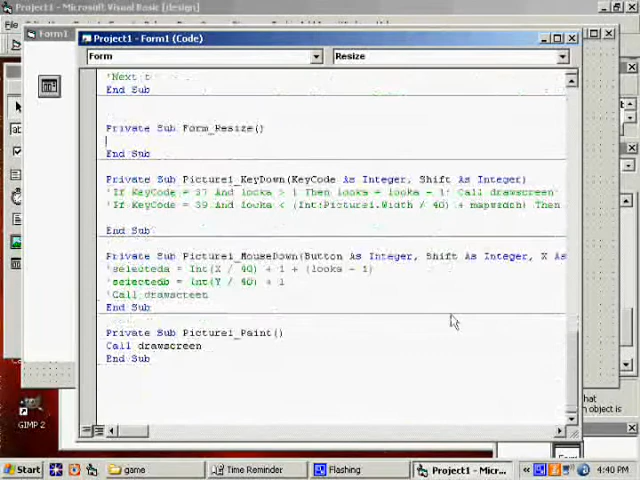 Project1 - Microsoft Visual Basic [design]
Form1
Project1 - Form1 (Code)
Form
Resize
'Next t
End Sub
Private Sub Form_Resize()
End Sub
Private Sub Picture1_KeyDown(KeyCode As Integer, Shift As Integer)
'If KeyCode = 37 And looka > 1 Then looka = looka - 1: Call drawscreen
'If KeyCode = 39 And looka < (Int(Picture1.Width / 40) + mapwidth) Then
End Sub
Private Sub Picture1_MouseDown(Button As Integer, Shift As Integer, X As
'selecteda = Int(X / 40) + 1 + (looka - 1)
'selectedb = Int(Y / 40) + 1
'Call drawscreen
End Sub
Private Sub Picture1_Paint()
Call drawscreen
End Sub
hat
n object is
GIMP 2
Start
game
Time Reminder
Flashing
Project1 - Micr...
4:40 PM